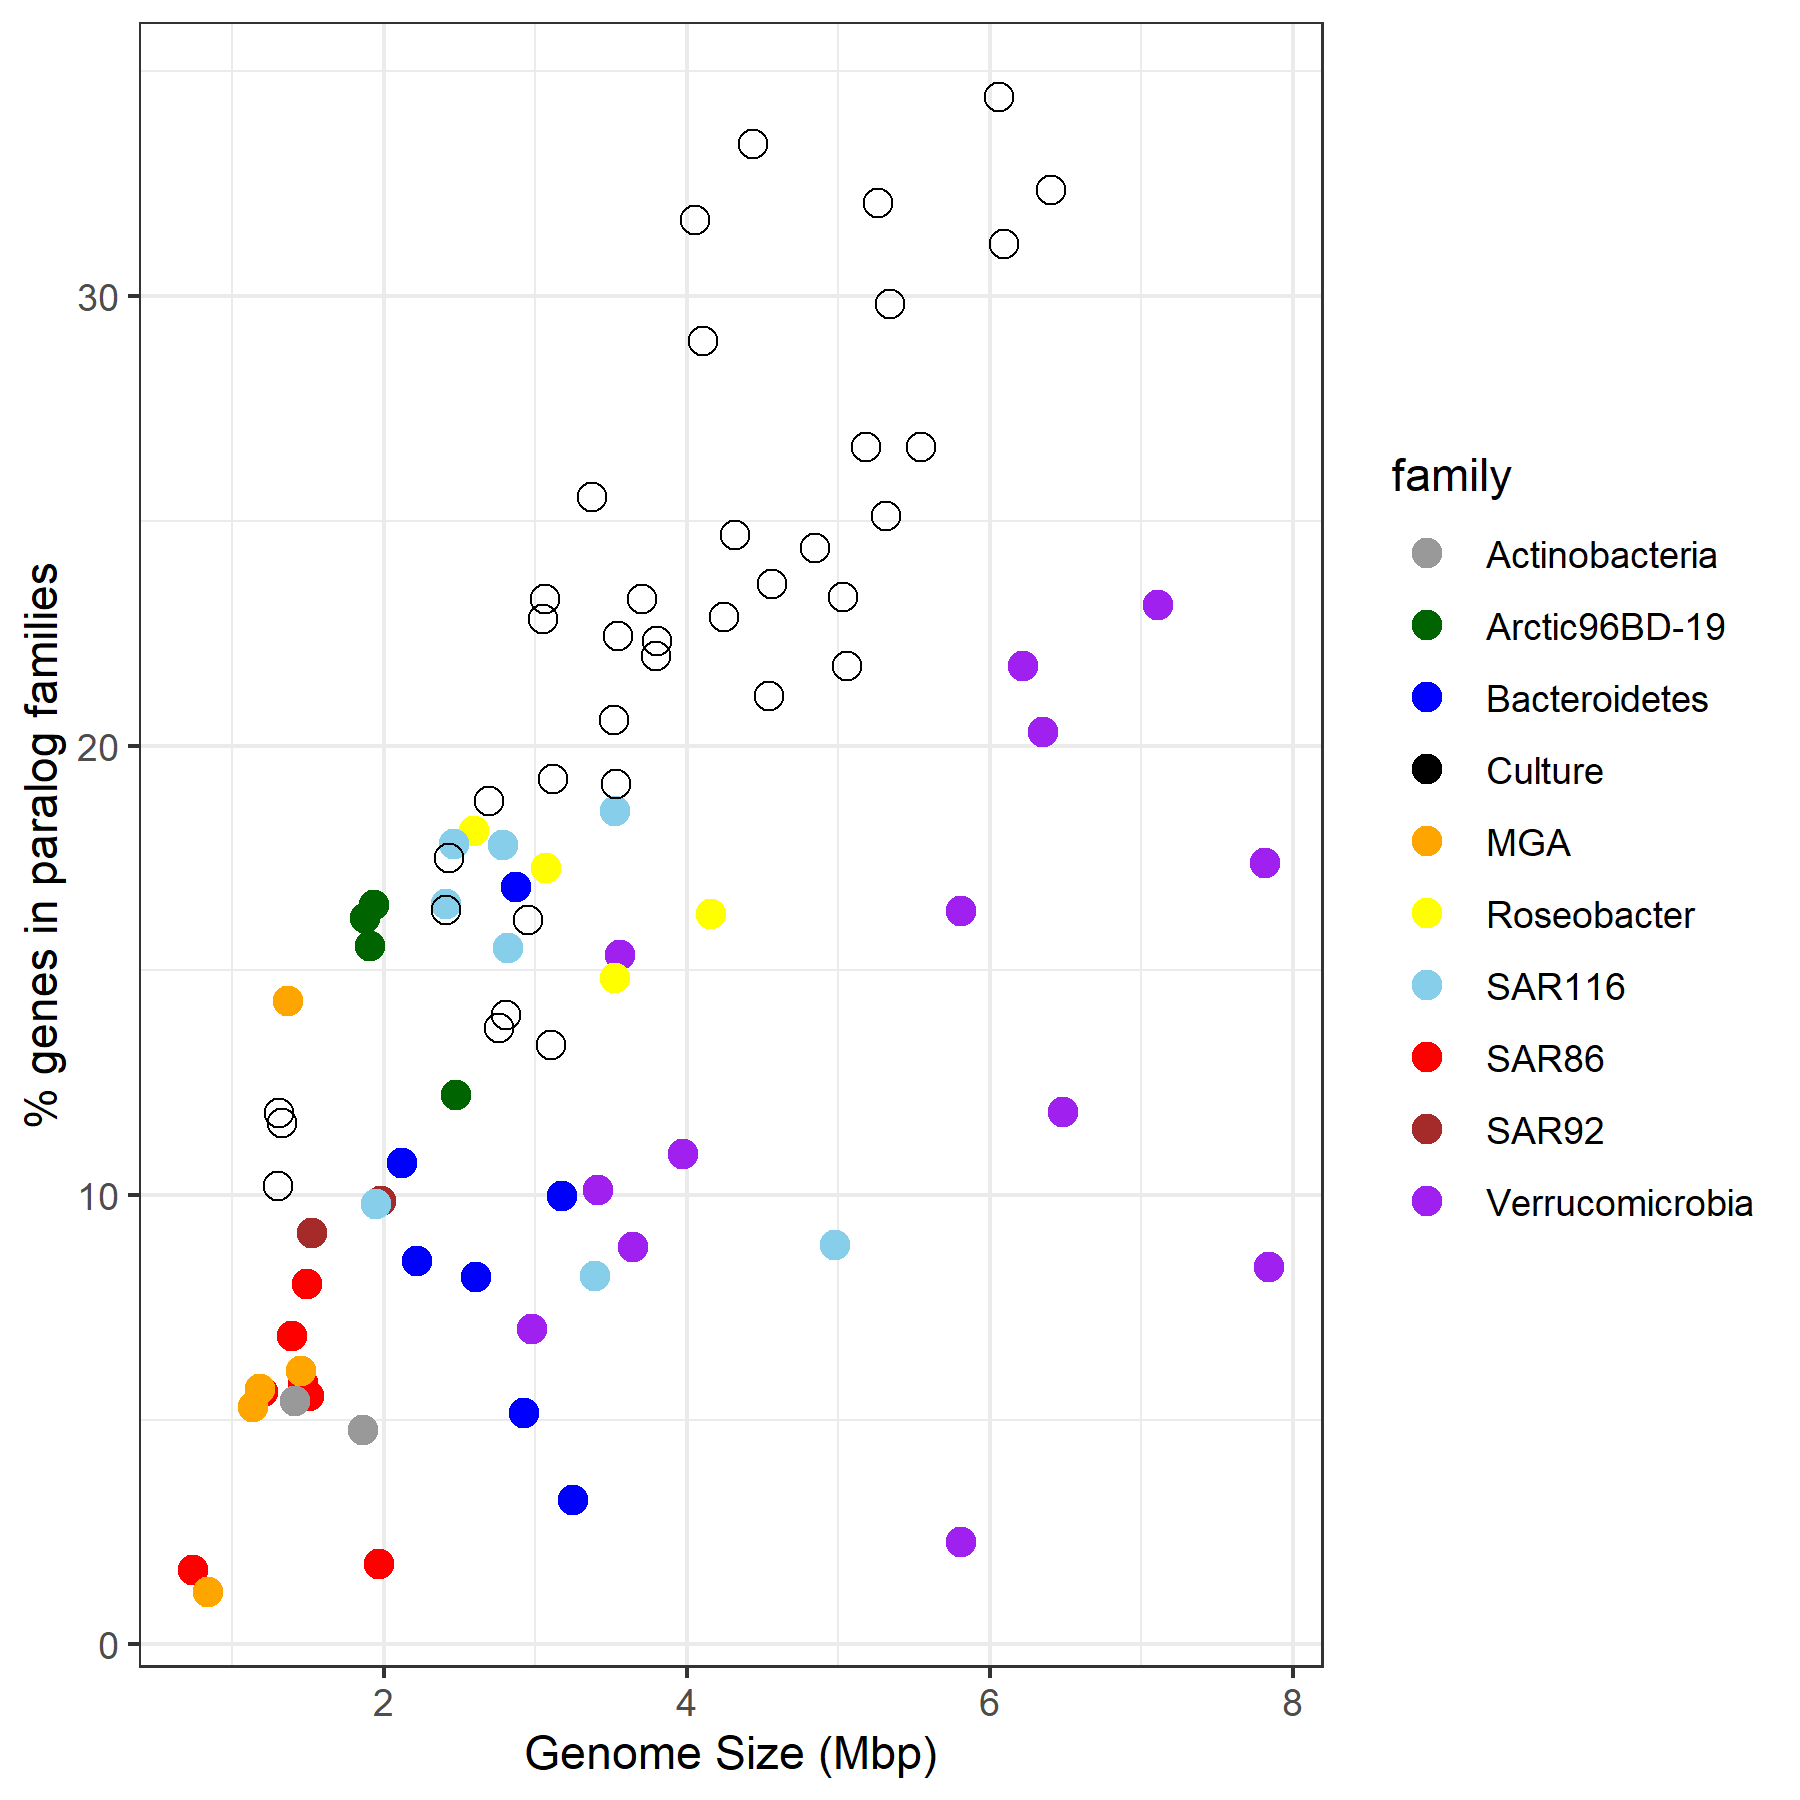 % genes in paralog families
30
20
10
0
2 4 6 8
Genome Size (Mbp)
family
Actinobacteria
Arctic96BD-19
Bacteroidetes
Culture
MGA
Roseobacter
SAR116
SAR86
SAR92
Verrucomicrobia